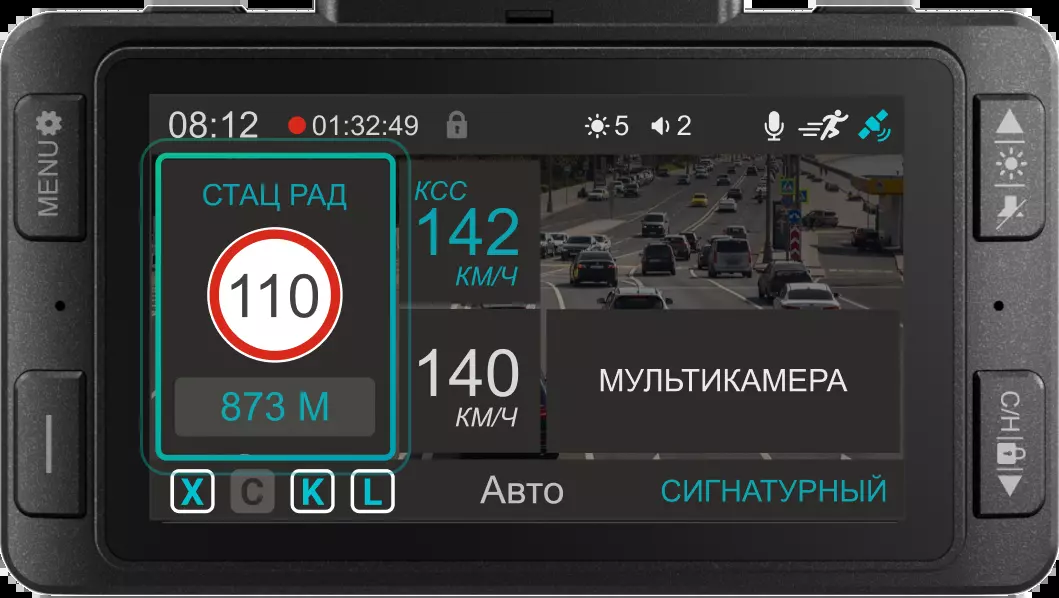 MENU
08:12 01:32:49 5 2
СТАЦ РАД
110
873 М
КСС
142
КМ/Ч
140
КМ/Ч
МУЛЬТИКАМЕРА
X C K L Авто СИГНАТУРНЫЙ
С/Н